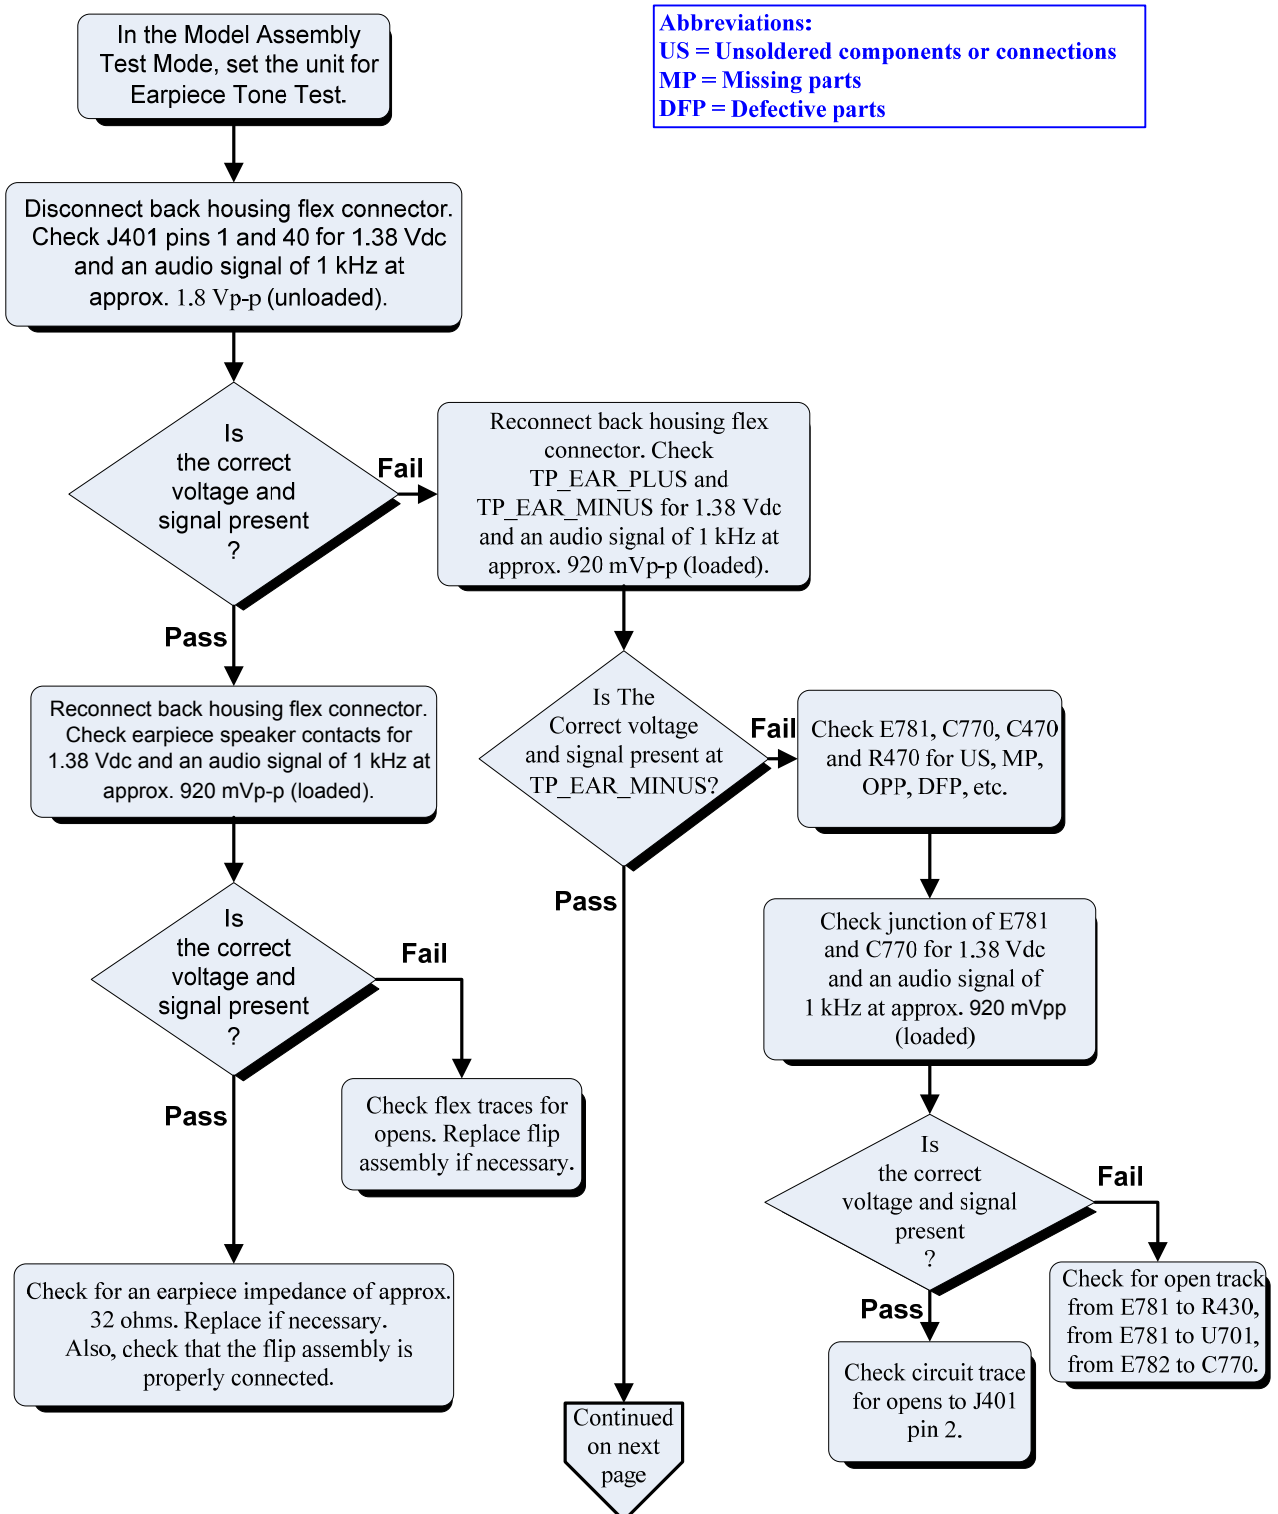 In the Model Assembly
Test Mode, set the unit for
Earpiece Tone Test.
Abbreviations:
US = Unsoldered components or connections
MP = Missing parts
DFP = Defective parts
Disconnect back housing flex connector.
Check J401 pins 1 and 40 for 1.38 Vdc
and an audio signal of 1 kHz at
approx. 1.8 Vp-p (unloaded).
Is
the correct
voltage and
signal present
?
Fail
Pass
Reconnect back housing flex
connector. Check
TP_EAR_PLUS and
TP_EAR_MINUS for 1.38 Vdc
and an audio signal of 1 kHz at
approx. 920 mVp-p (loaded).
Reconnect back housing flex connector.
Check earpiece speaker contacts for
1.38 Vdc and an audio signal of 1 kHz at
approx. 920 mVp-p (loaded).
Is The
Correct voltage
and signal present at
TP_EAR_MINUS?
Fail
Pass
Check E781, C770, C470
and R470 for US, MP,
OPP, DFP, etc.
Is
the correct
voltage and
signal present
?
Fail
Pass
Check junction of E781
and C770 for 1.38 Vdc
and an audio signal of
1 kHz at approx. 920 mVpp
(loaded)
Check flex traces for
opens. Replace flip
assembly if necessary.
Is
the correct
voltage and signal
present
?
Fail
Pass
Check for an earpiece impedance of approx.
32 ohms. Replace if necessary.
Also, check that the flip assembly is
properly connected.
Check for open track
from E781 to R430,
from E781 to U701,
from E782 to C770.
Check circuit trace
for opens to J401
pin 2.
Continued
on next
page